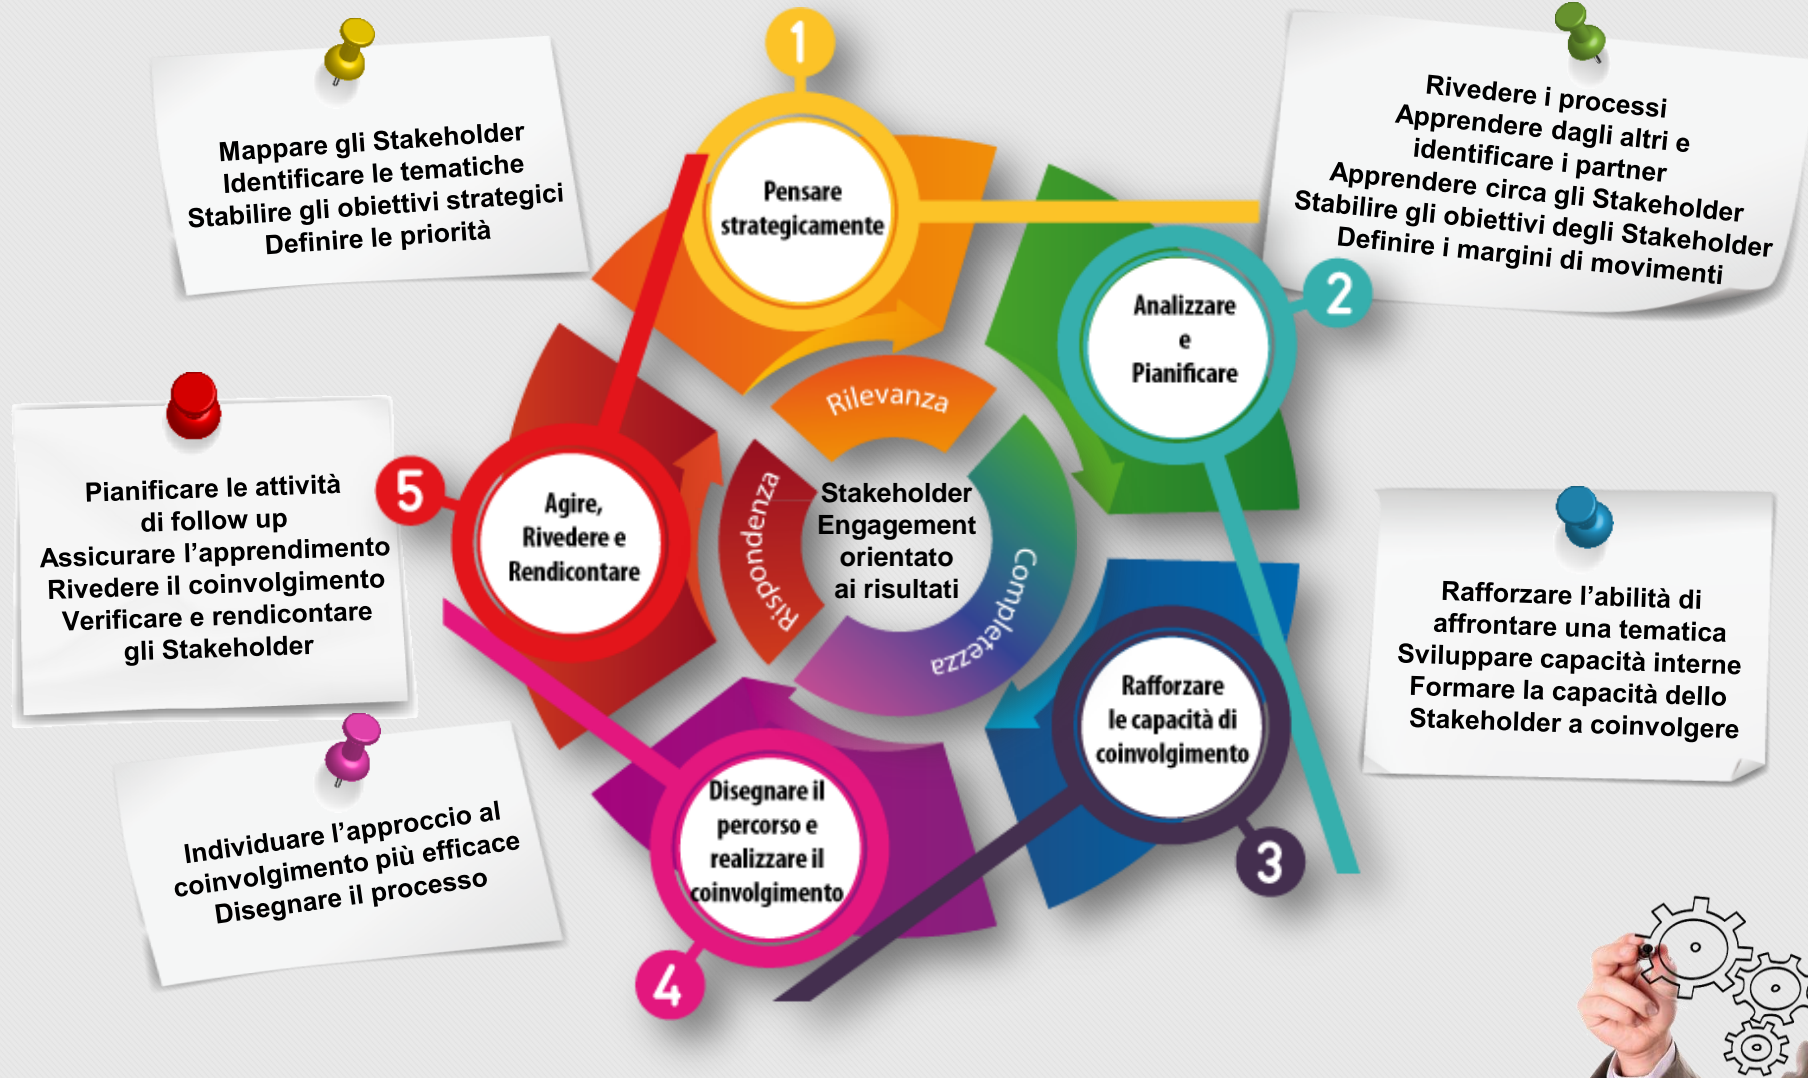 1
Mappare gli Stakeholder
Identificare le tematiche
Stabilire gli obiettivi strategici
Definire le priorità
Pensare
strategicamente
Rivedere i processi
Apprendere dagli altri e
identificare i partner
Apprendere circa gli Stakeholder
Stabilire gli obiettivi degli Stakeholder
Definire i margini di movimenti
2
Analizzare
e
Pianificare
Rilevanza
Completezza
Rispondenza
Stakeholder
Engagement
orientato
ai risultati
5
Agire,
Rivedere e
Rendicontare
Pianificare le attività
di follow up
Assicurare l’apprendimento
Rivedere il coinvolgimento
Verificare e rendicontare
gli Stakeholder
Rafforzare l’abilità di
affrontare una tematica
Sviluppare capacità interne
Formare la capacità dello
Stakeholder a coinvolgere
Rafforzare
le capacità di
coinvolgimento
3
Disegnare il
percorso e
realizzare il
coinvolgimento
4
Individuare l’approccio al
coinvolgimento più efficace
Disegnare il processo